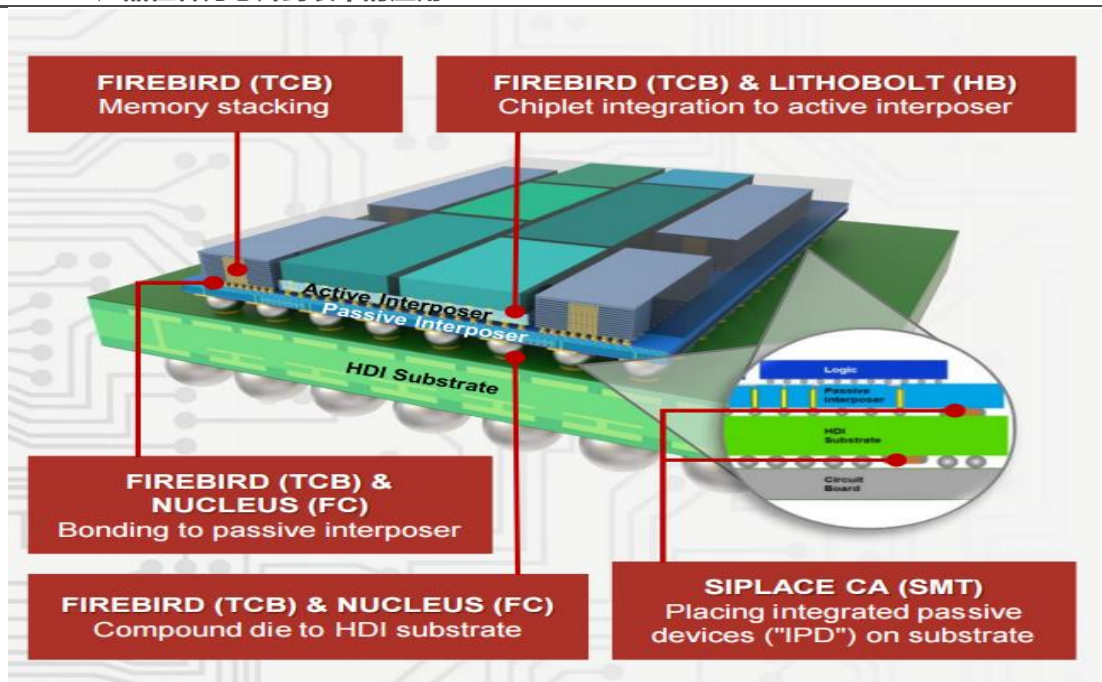 FIREBIRD (TCB)
Memory stacking
FIREBIRD (TCB) & LITHOBOLT (HB)
Chiplet integration to active interposer
Active Interposer
Passive Interposer
HDI Substrate
Logic
Passive
Interposer
HDI
Substrate
Circuit
Board
FIREBIRD (TCB) &
NUCLEUS (FC)
Bonding to passive interposer
FIREBIRD (TCB) & NUCLEUS (FC)
Compound die to HDI substrate
SIPLACE CA (SMT)
Placing integrated passive
devices ("IPD") on substrate